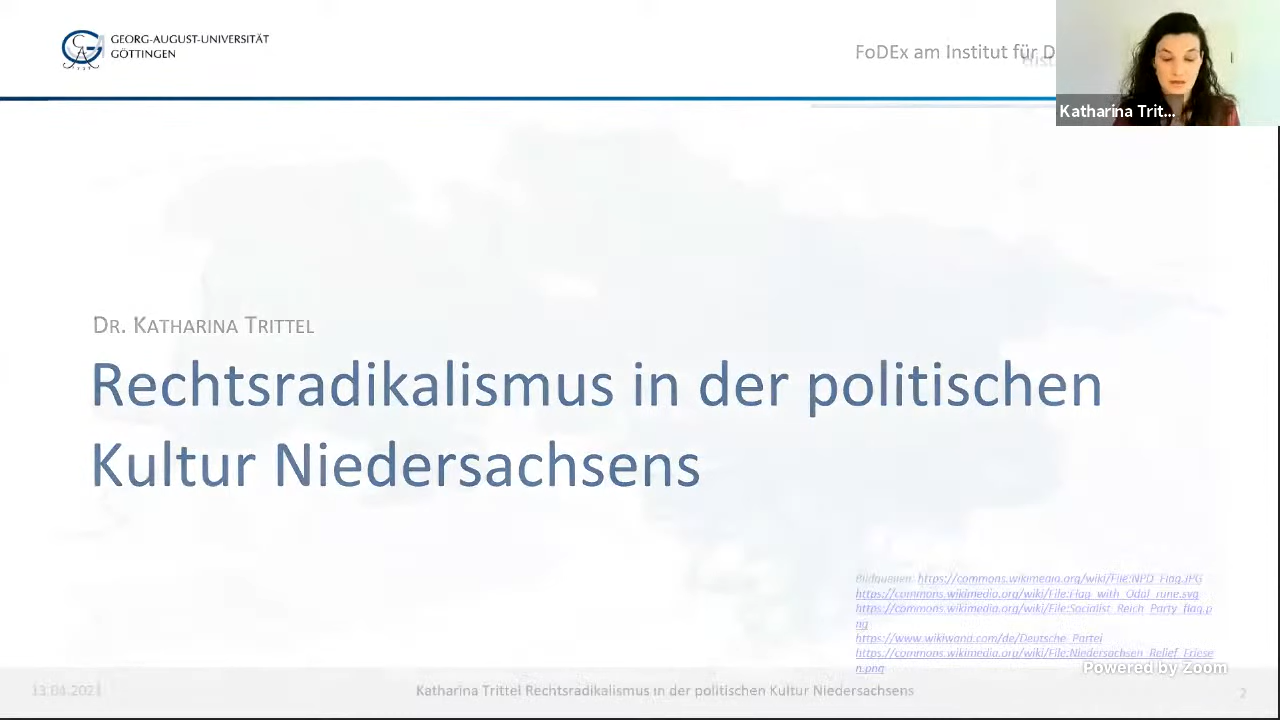 GEORG-AUGUST-UNIVERSITÄT
GÖTTINGEN
FoDEx am Institut für D
Katharina Trit...
DR. KATHARINA TRITTEL
Rechtsradikalismus in der politischen
Kultur Niedersachsens
Bildquellen: https://commons.wikimedia.org/wiki/File:NPD_Flag.JPG
https://commons.wikimedia.org/wiki/File:Flag_with_Odal_rune.svg
https://commons.wikimedia.org/wiki/File:Socialist_Reich_Party_flag.p
ng
https://www.wikiwand.com/de/Deutsche_Partei
https://commons.wikimedia.org/wiki/File:Niedersachsen_Relief_Friese
n.png
Powered by Zoom
13.04.2021
Katharina Trittel Rechtsradikalismus in der politischen Kultur Niedersachsens
2